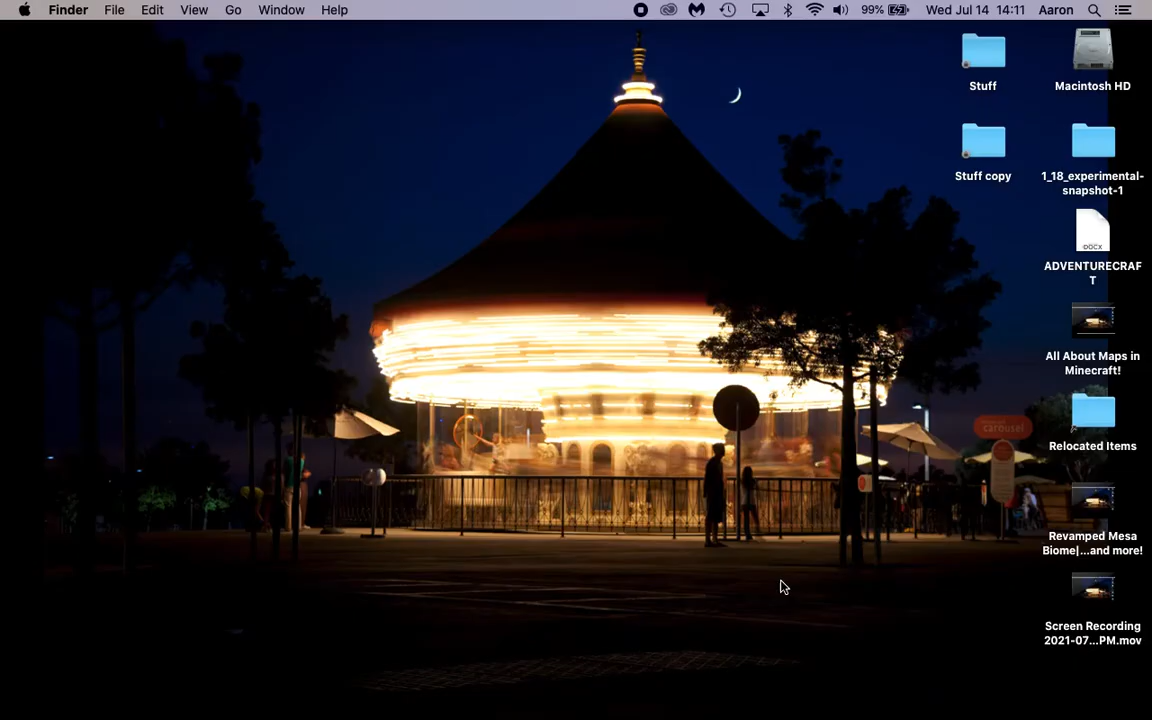 Finder File Edit View Go Window Help 99% Wed Jul 14 14:11 Aaron
Stuff
Macintosh HD
Stuff copy
1_18_experimental-
snapshot-1
DOCX
ADVENTURECRAF
T
All About Maps in
Minecraft!
carousel
Relocated Items
Revamped Mesa
Biome|...and more!
Screen Recording
2021-07...PM.mov